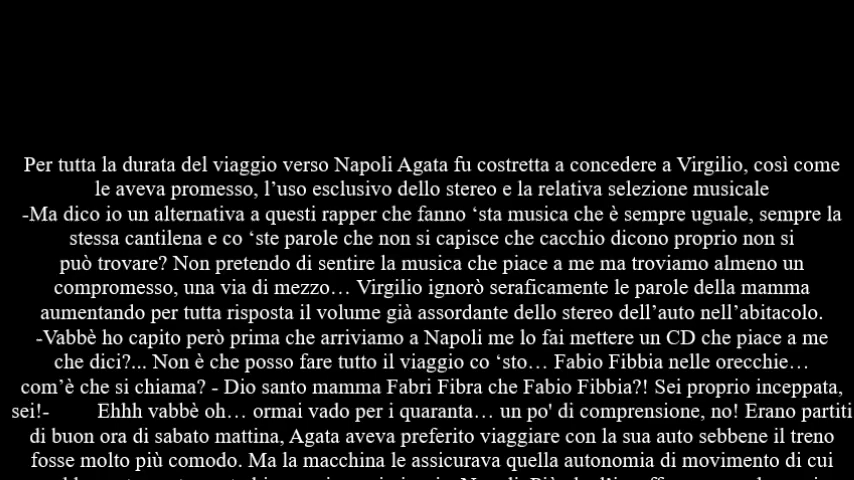 Per tutta la durata del viaggio verso Napoli Agata fu costretta a concedere a Virgilio, così come
le aveva promesso, l’uso esclusivo dello stereo e la relativa selezione musicale
-Ma dico io un alternativa a questi rapper che fanno ‘sta musica che è sempre uguale, sempre la
stessa cantilena e co ‘ste parole che non si capisce che cacchio dicono proprio non si
può trovare? Non pretendo di sentire la musica che piace a me ma troviamo almeno un
compromesso, una via di mezzo… Virgilio ignorò seraficamente le parole della mamma
aumentando per tutta risposta il volume già assordante dello stereo dell’auto nell’abitacolo.
-Vabbè ho capito però prima che arriviamo a Napoli me lo fai mettere un CD che piace a me
che dici?... Non è che posso fare tutto il viaggio co ‘sto… Fabio Fibbia nelle orecchie…
com’è che si chiama? - Dio santo mamma Fabri Fibra che Fabio Fibbia?! Sei proprio inceppata,
sei!- Ehhh vabbè oh… ormai vado per i quaranta… un po' di comprensione, no! Erano partiti
di buon ora di sabato mattina, Agata aveva preferito viaggiare con la sua auto sebbene il treno
fosse molto più comodo. Ma la macchina le assicurava quella autonomia di movimento di cui